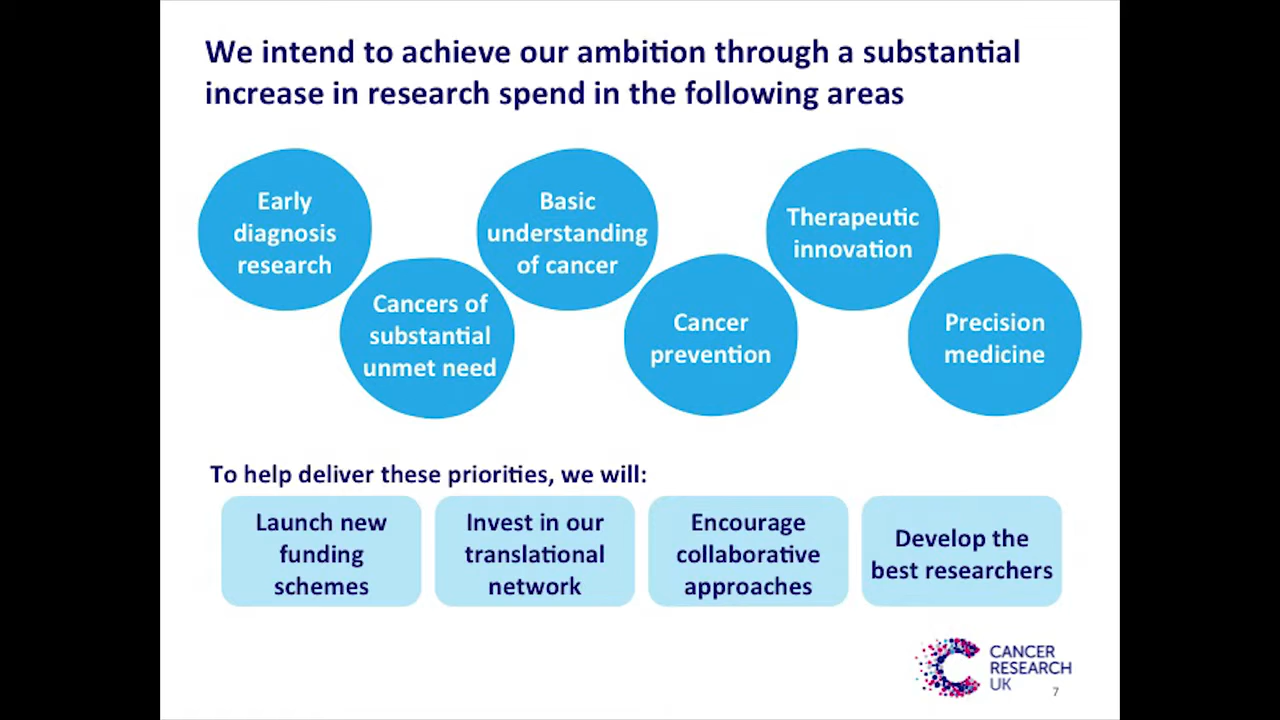 We intend to achieve our ambition through a substantial
increase in research spend in the following areas
Early
diagnosis
research
Cancers of
substantial
unmet need
Basic
understanding
of cancer
Cancer
prevention
Therapeutic
innovation
Precision
medicine
To help deliver these priorities, we will:
Launch new
funding
schemes
Invest in our
translational
network
Encourage
collaborative
approaches
Develop the
best researchers
CANCER
RESEARCH
UK
7